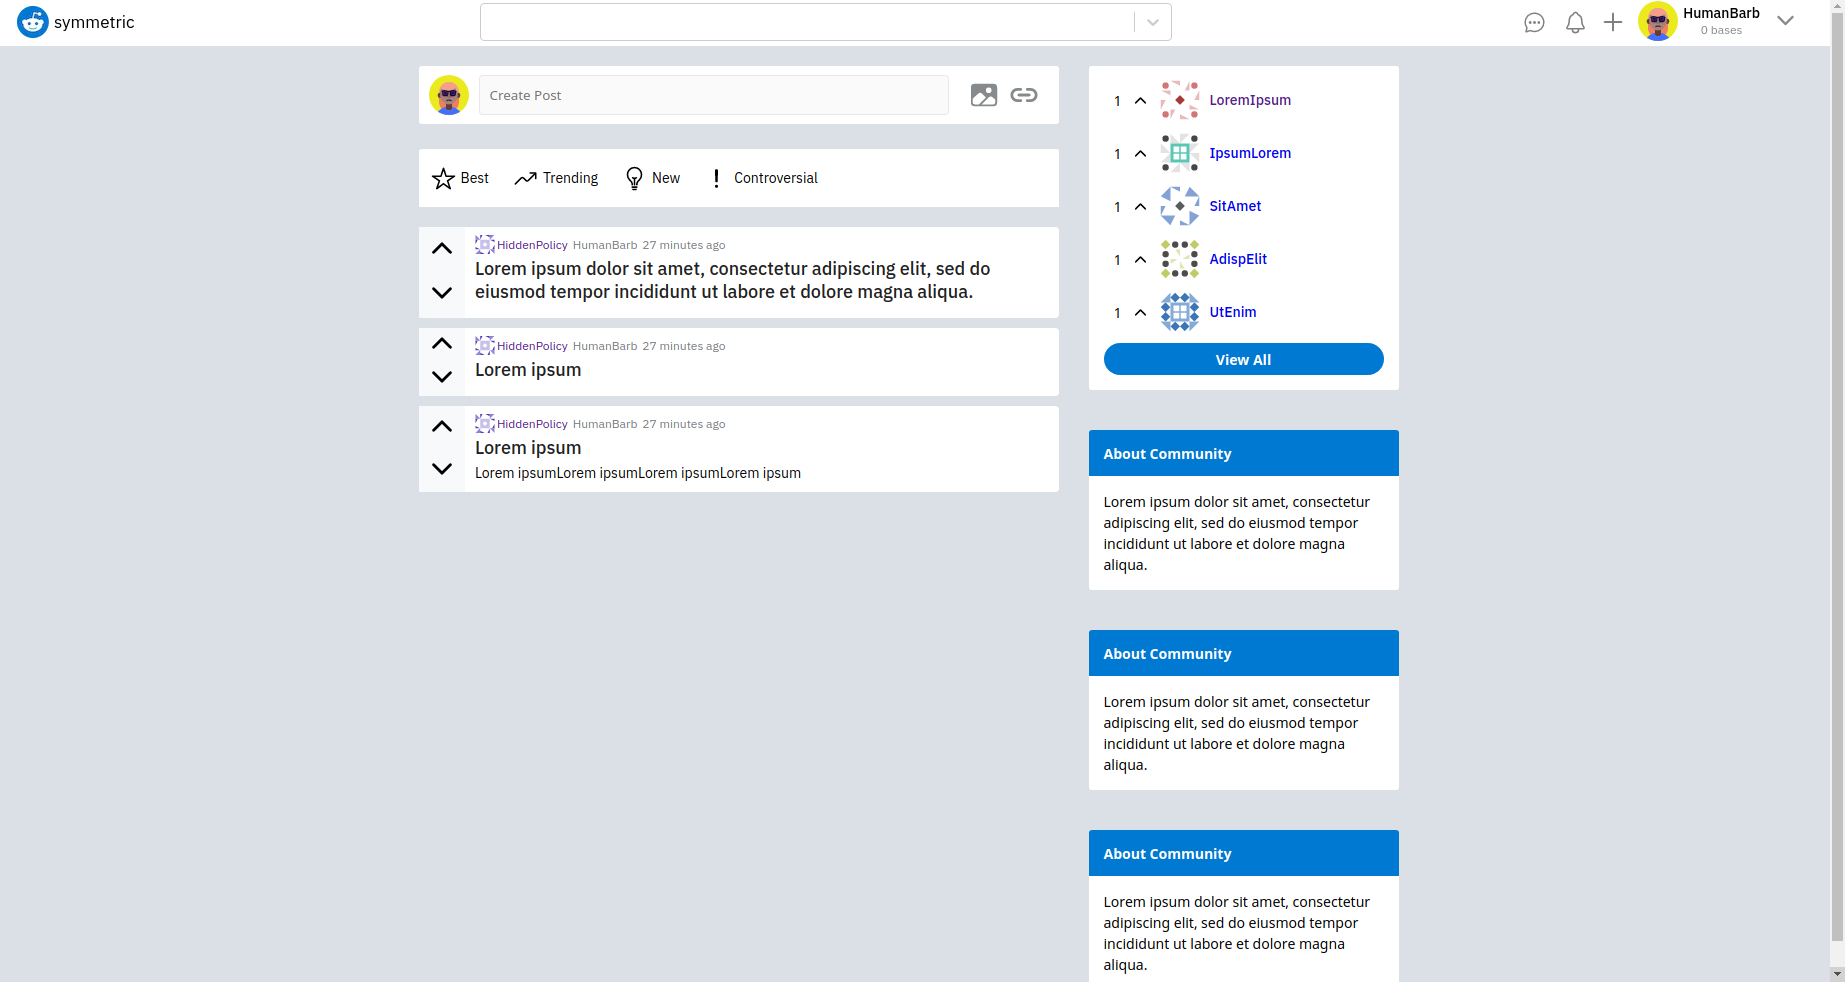 symmetric
HumanBarb
0 bases
Create Post
Best Trending New Controversial
HiddenPolicy HumanBarb 27 minutes ago
Lorem ipsum dolor sit amet, consectetur adipiscing elit, sed do
eiusmod tempor incididunt ut labore et dolore magna aliqua.
HiddenPolicy HumanBarb 27 minutes ago
Lorem ipsum
HiddenPolicy HumanBarb 27 minutes ago
Lorem ipsum
Lorem ipsumLorem ipsumLorem ipsumLorem ipsum
1 LoremIpsum
1 IpsumLorem
1 SitAmet
1 AdispElit
1 UtEnim
View All
About Community
Lorem ipsum dolor sit amet, consectetur
adipiscing elit, sed do eiusmod tempor
incididunt ut labore et dolore magna
aliqua.
About Community
Lorem ipsum dolor sit amet, consectetur
adipiscing elit, sed do eiusmod tempor
incididunt ut labore et dolore magna
aliqua.
About Community
Lorem ipsum dolor sit amet, consectetur
adipiscing elit, sed do eiusmod tempor
incididunt ut labore et dolore magna
aliqua.